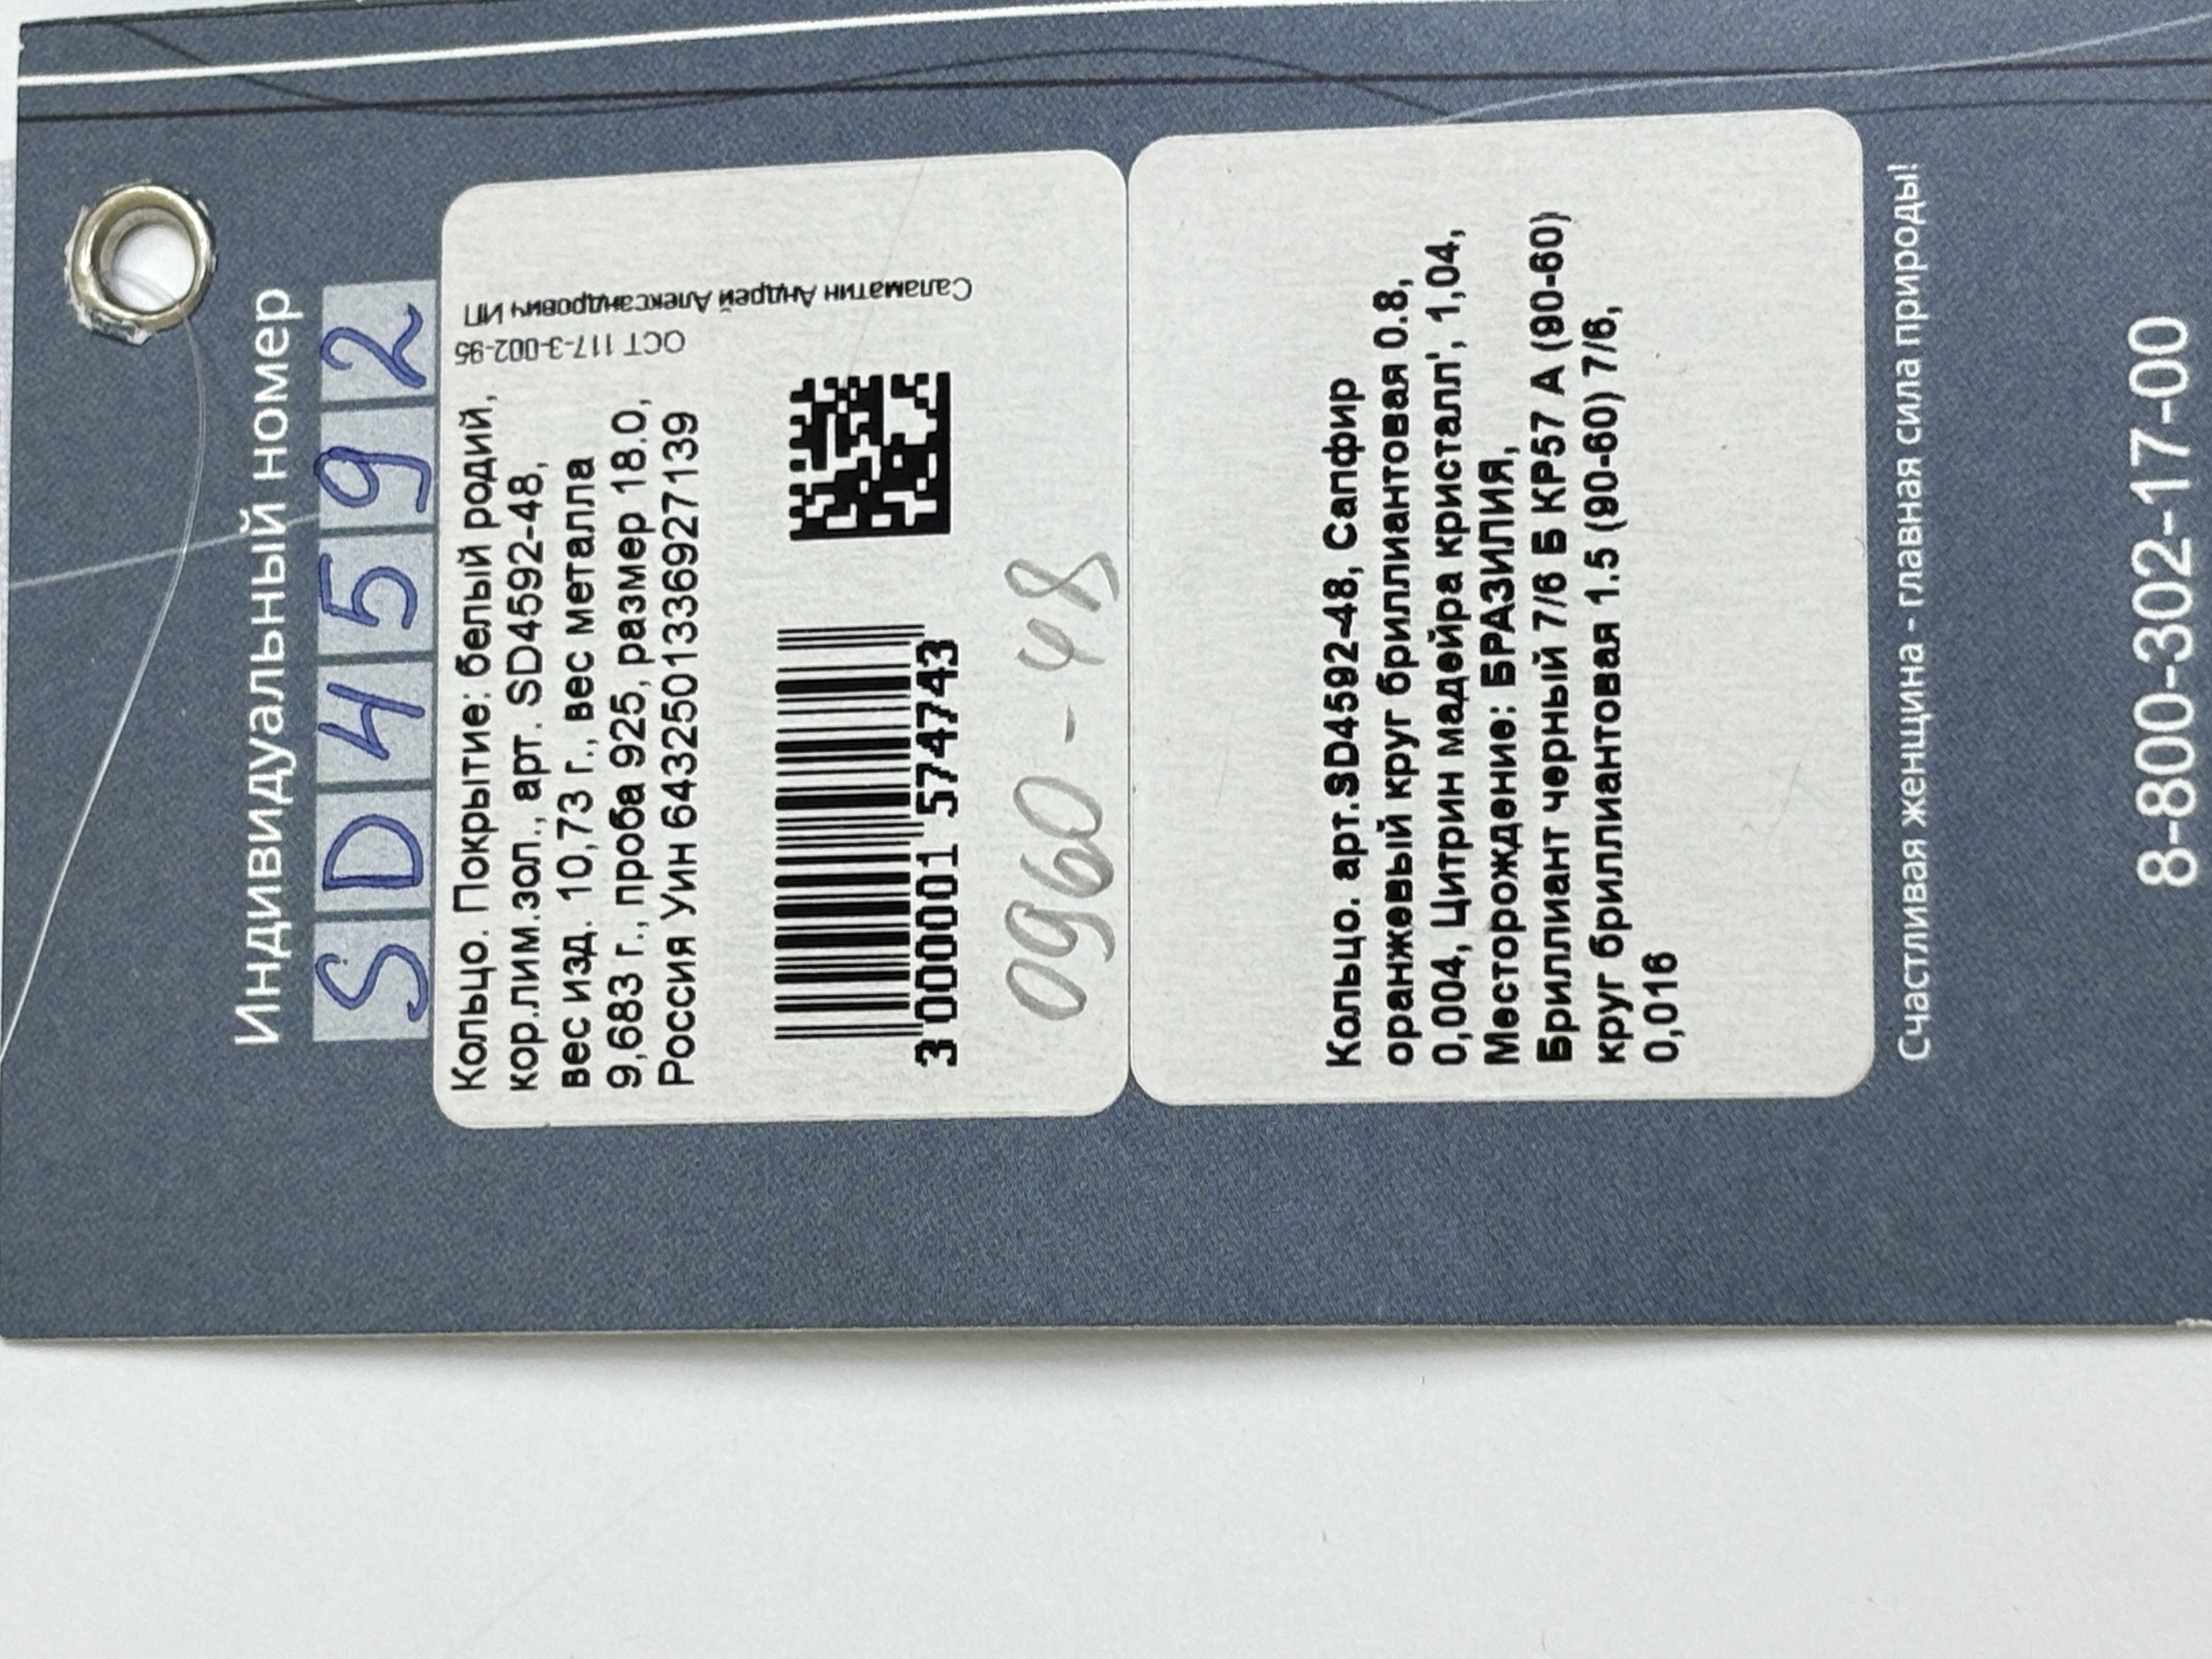 Индивидуальный номер
SD4592
Кольцо. Покрытие: белый родий,
кор.лим.зол., арт. SD4592-48,
вес изд. 10,73 г., вес металла
9,683 г., проба 925, размер 18.0,
Россия Уин 6432501336927139
ОСТ 117-3-002-95
Саламатин Андрей Александрович ИП
3 000001 574743
0960-48
Кольцо. арт.SD4592-48, Сапфир
оранжевый круг бриллиантовая 0.8,
0,004, Цитрин мадейра кристалл', 1,04,
Месторождение: БРАЗИЛИЯ,
Бриллиант черный 7/6 Б КР57 А (90-60)
круг бриллиантовая 1.5 (90-60) 7/6,
0,016
Счастливая женщина - главная сила природы!
8-800-302-17-00